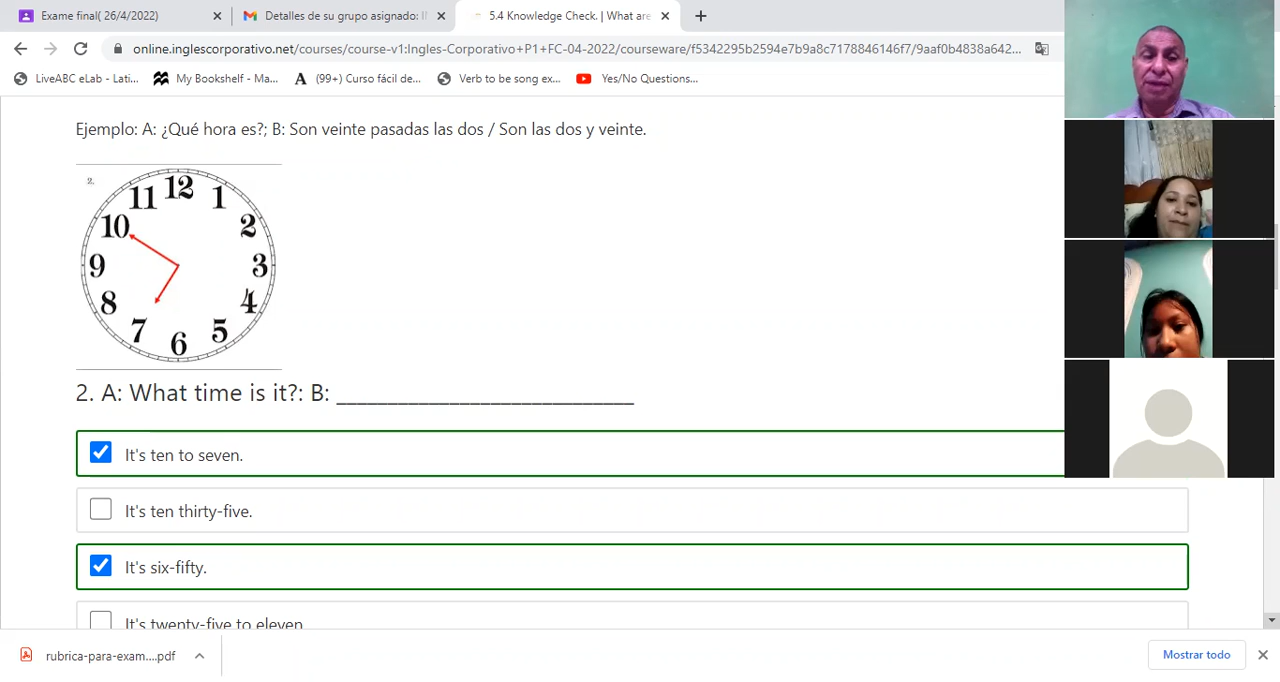 Exame final( 26/4/2022)
Detalles de su grupo asignado: I
5.4 Knowledge Check. | What are
online.inglescorporativo.net/courses/course-v1:Ingles-Corporativo+P1+FC-04-2022/courseware/f5342295b2594e7b9a8c7178846146f7/9aaf0b4838a642...
LiveABC eLab - Lati...
My Bookshelf - Ma...
(99+) Curso fácil de...
Verb to be song ex...
Yes/No Questions...
Ejemplo: A: ¿Qué hora es?; B: Son veinte pasadas las dos / Son las dos y veinte.
2.
12
11
1
10
2
9
3
8
4
7
5
6
2. A: What time is it?: B: ___________________________
It's ten to seven.
It's ten thirty-five.
It's six-fifty.
It's twenty-five to eleven
rubrica-para-exam....pdf
Mostrar todo